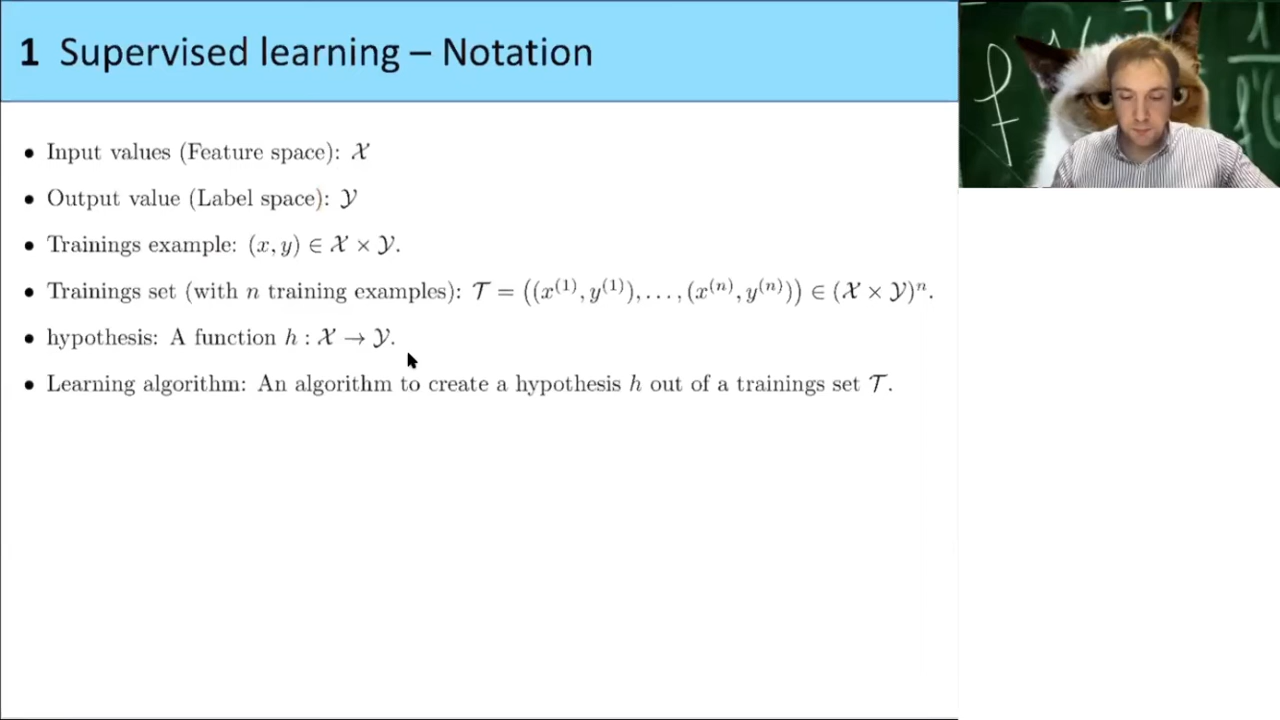 1 Supervised learning – Notation
• Input values (Feature space): 𝒳
• Output value (Label space): 𝒴
• Trainings example: (x, y) ∈ 𝒳 × 𝒴.
• Trainings set (with n training examples): 𝒯 = ((x⁽¹⁾, y⁽¹⁾), . . . , (x⁽ⁿ⁾, y⁽ⁿ⁾)) ∈ (𝒳 × 𝒴)ⁿ.
• hypothesis: A function h : 𝒳 → 𝒴.
• Learning algorithm: An algorithm to create a hypothesis h out of a trainings set 𝒯.